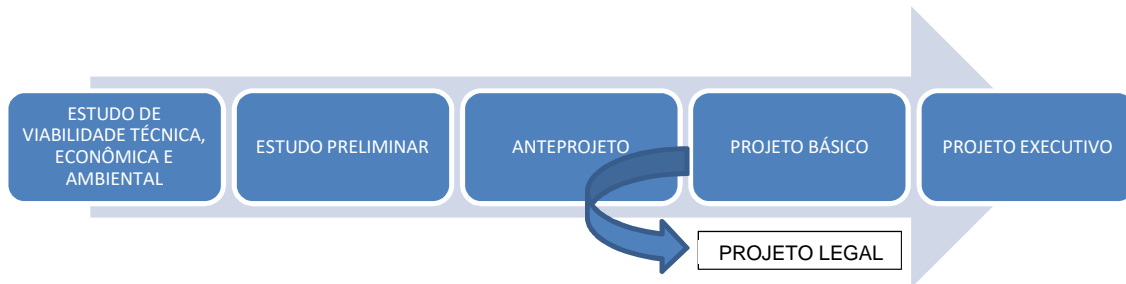 ESTUDO DE
VIABILIDADE TÉCNICA,
ECONÔMICA E
AMBIENTAL
ESTUDO PRELIMINAR
ANTEPROJETO
PROJETO BÁSICO
PROJETO EXECUTIVO
PROJETO LEGAL